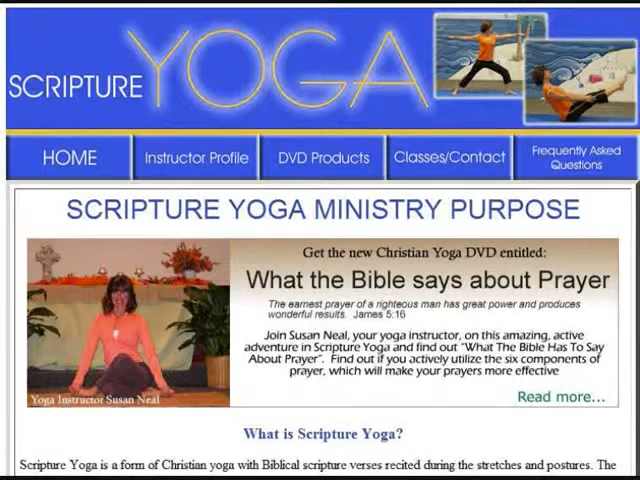 SCRIPTURE YOGA
HOME
Instructor Profile
DVD Products
Classes/Contact
Frequently Asked
Questions
SCRIPTURE YOGA MINISTRY PURPOSE
Get the new Christian Yoga DVD entitled:
What the Bible says about Prayer
The earnest prayer of a righteous man has great power and produces
wonderful results. James 5:16
Join Susan Neal, your yoga instructor, on this amazing, active
adventure in Scripture Yoga and find out "What The Bible Has To Say
About Prayer". Find out if you actively utilize the six components of
prayer, which will make your prayers more effective
Yoga Instructor Susan Neal
Read more...
What is Scripture Yoga?
Scripture Yoga is a form of Christian yoga with Biblical scripture verses recited during the stretches and postures. The